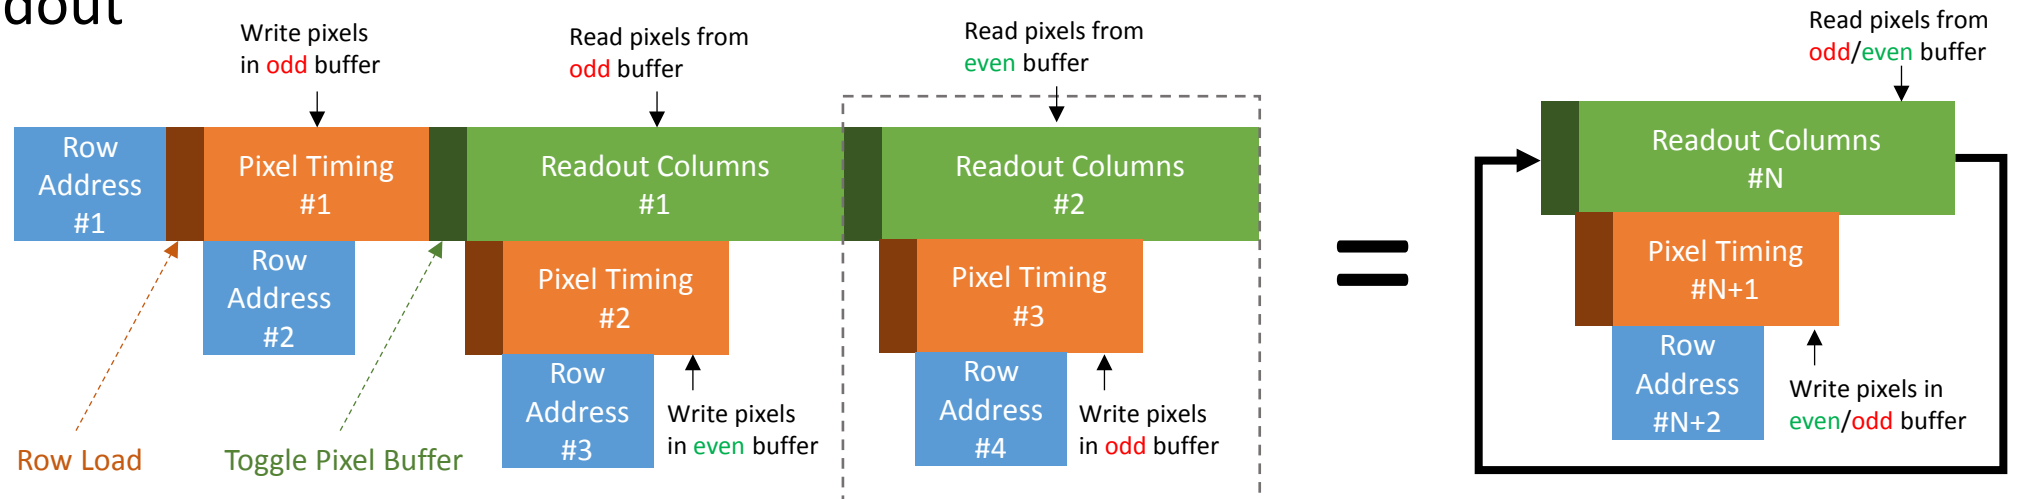 dout
Write pixels
in odd buffer
Read pixels from
odd buffer
Read pixels from
even buffer
Read pixels from
odd/even buffer
Row
Address
#1
Pixel Timing
#1
Readout Columns
#1
Readout Columns
#2
Row
Address
#2
Pixel Timing
#2
Pixel Timing
#3
Row
Address
#3
Write pixels
in even buffer
Row
Address
#4
Write pixels
in odd buffer
Row Load
Toggle Pixel Buffer
=
Readout Columns
#N
Pixel Timing
#N+1
Row
Address
#N+2
Write pixels in
even/odd buffer